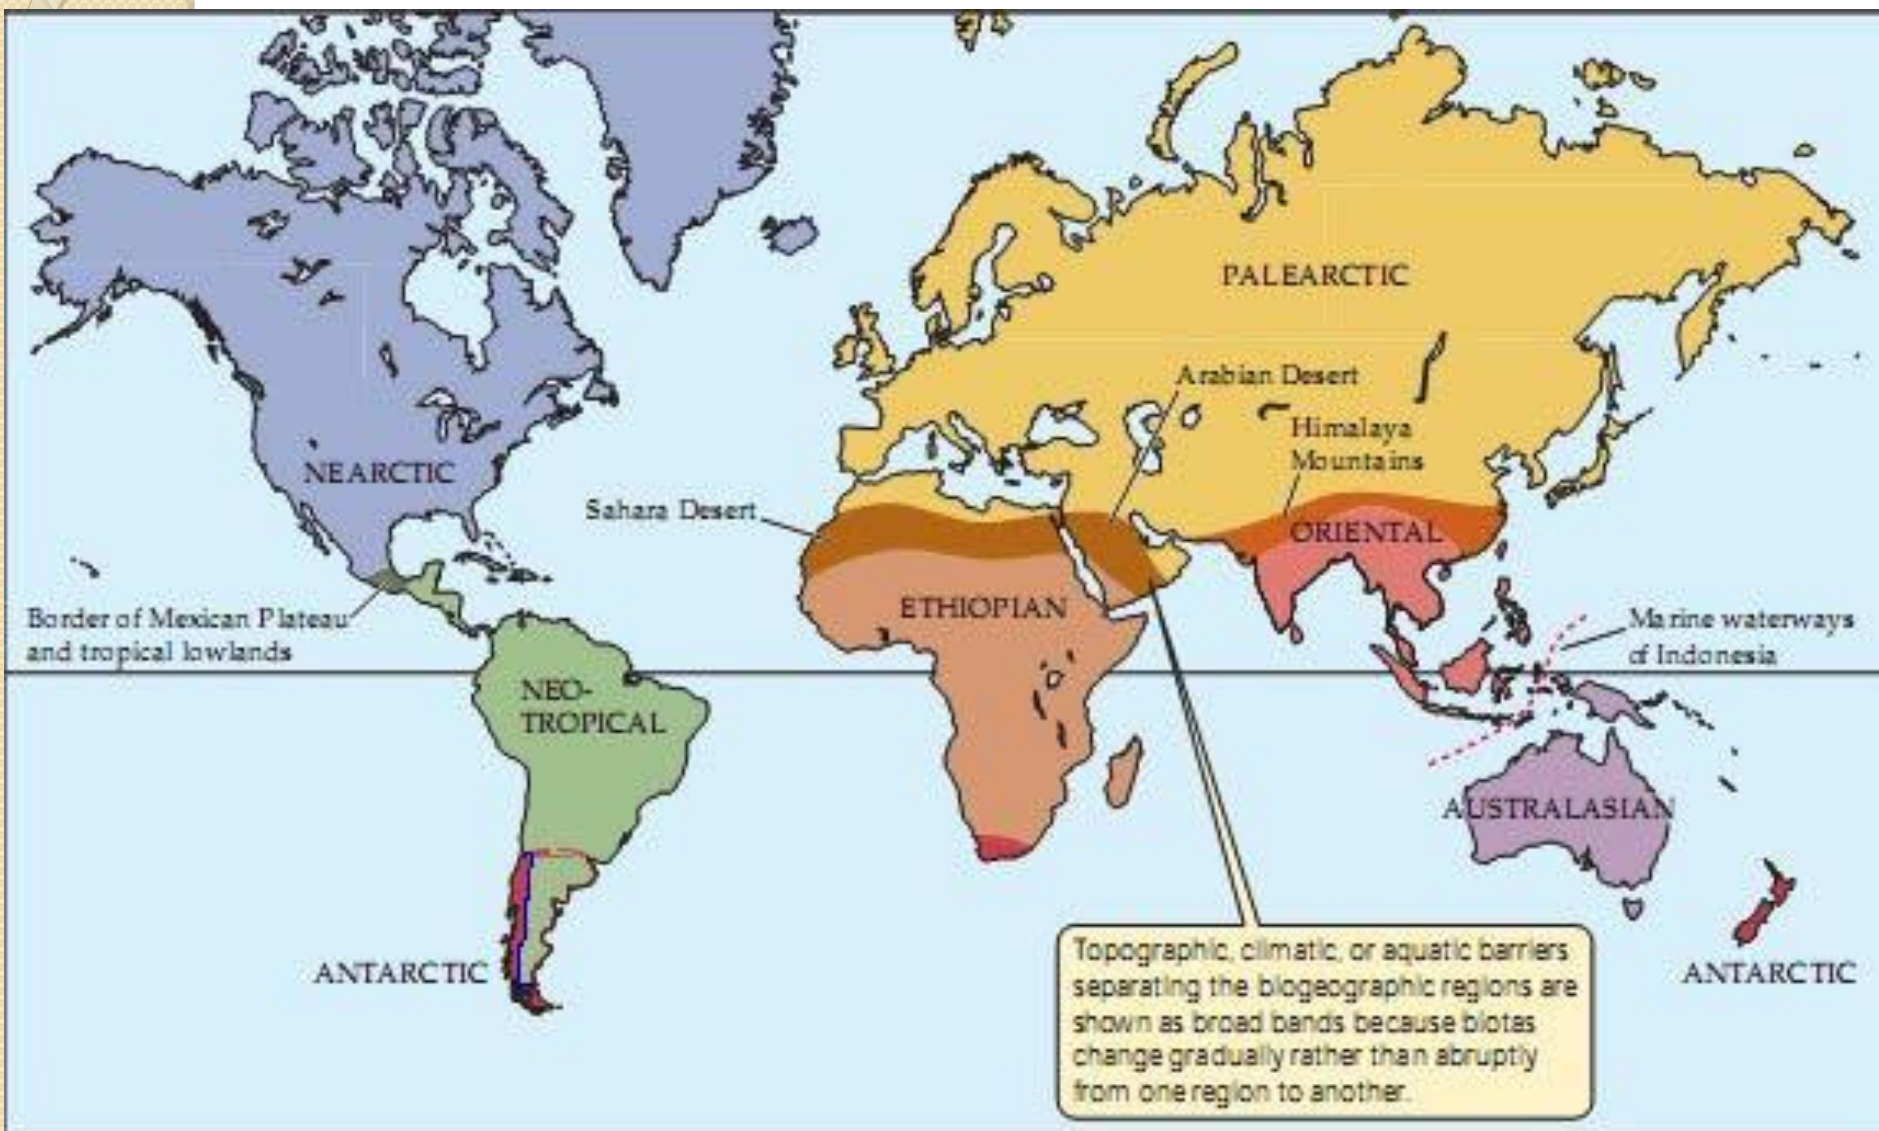 PALEARCTIC
Arabian Desert
Himalaya
Mountains
NEARCTIC
Sahara Desert
ORIENTAL
Border of Mexican Plateau
and tropical lowlands
ETHIOPIAN
Marine waterways
of Indonesia
NEO-
TROPICAL
AUSTRALASIAN
ANTARCTIC
ANTARCTIC
Topographic, climatic, or aquatic barriers
separating the biogeographic regions are
shown as broad bands because biotas
change gradually rather than abruptly
from one region to another.